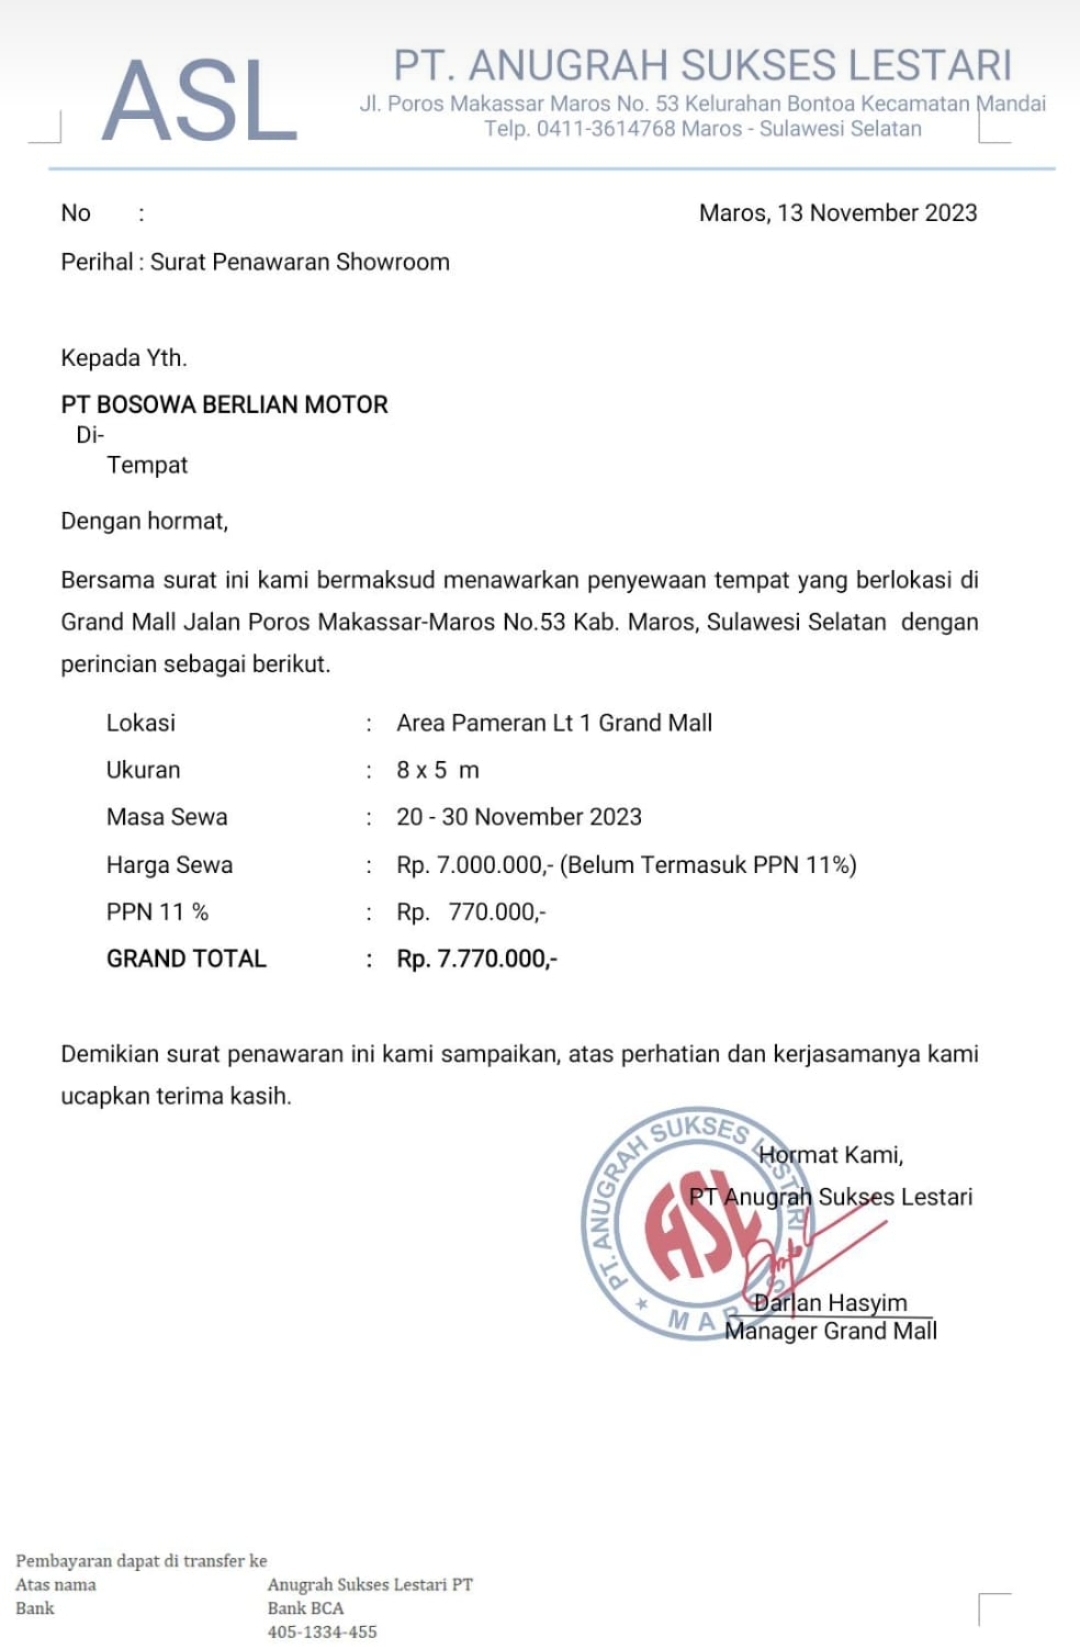 ASL
PT. ANUGRAH SUKSES LESTARI
Jl. Poros Makassar Maros No. 53 Kelurahan Bontoa Kecamatan Mandai
Telp. 0411-3614768 Maros - Sulawesi Selatan
No :
Maros, 13 November 2023
Perihal : Surat Penawaran Showroom
Kepada Yth.
PT BOSOWA BERLIAN MOTOR
Di-
Tempat
Dengan hormat,
Bersama surat ini kami bermaksud menawarkan penyewaan tempat yang berlokasi di
Grand Mall Jalan Poros Makassar-Maros No.53 Kab. Maros, Sulawesi Selatan dengan
perincian sebagai berikut.
Lokasi : Area Pameran Lt 1 Grand Mall
Ukuran : 8 x 5 m
Masa Sewa : 20 - 30 November 2023
Harga Sewa : Rp. 7.000.000,- (Belum Termasuk PPN 11%)
PPN 11 % : Rp. 770.000,-
GRAND TOTAL : Rp. 7.770.000,-
Demikian surat penawaran ini kami sampaikan, atas perhatian dan kerjasamanya kami
ucapkan terima kasih.
Hormat Kami,
PT Anugrah Sukses Lestari
PT. ANUGRAH SUKSES LESTARI
ASL
★ MAROS
Darlan Hasyim
Manager Grand Mall
Pembayaran dapat di transfer ke
Atas nama Anugrah Sukses Lestari PT
Bank Bank BCA
405-1334-455